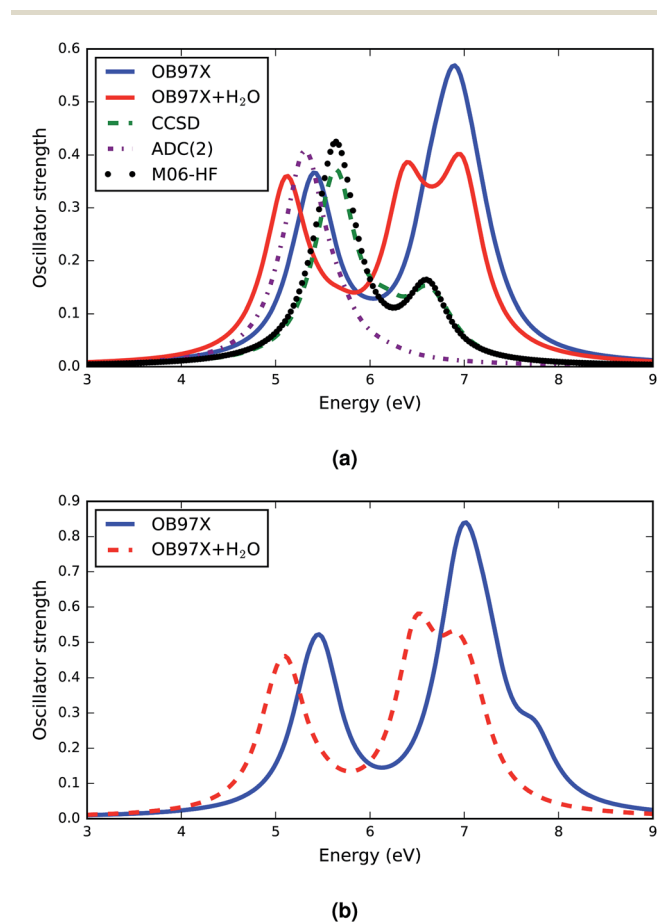 0.6
0.5
0.4
0.3
0.2
0.1
0.0
Oscillator strength
OB97X
OB97X+H₂O
CCSD
ADC(2)
M06-HF
3 4 5 6 7 8 9
Energy (eV)
(a)
0.9
0.8
0.7
0.6
0.5
0.4
0.3
0.2
0.1
0.0
Oscillator strength
OB97X
OB97X+H₂O
3 4 5 6 7 8 9
Energy (eV)
(b)